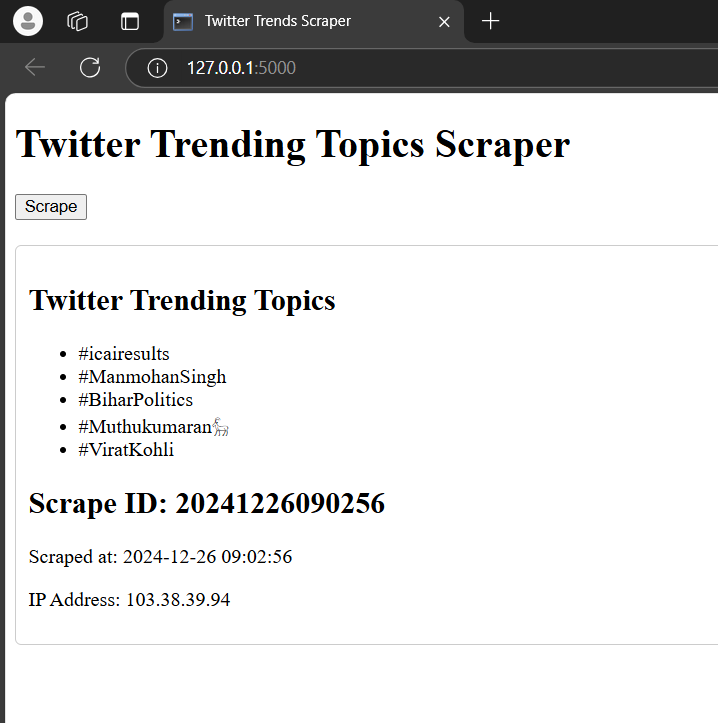 Twitter Trends Scraper
127.0.0.1:5000
Twitter Trending Topics Scraper
Scrape
Twitter Trending Topics
#icairesults
#ManmohanSingh
#BiharPolitics
#Muthukumaran🐐
#ViratKohli
Scrape ID: 20241226090256
Scraped at: 2024-12-26 09:02:56
IP Address: 103.38.39.94